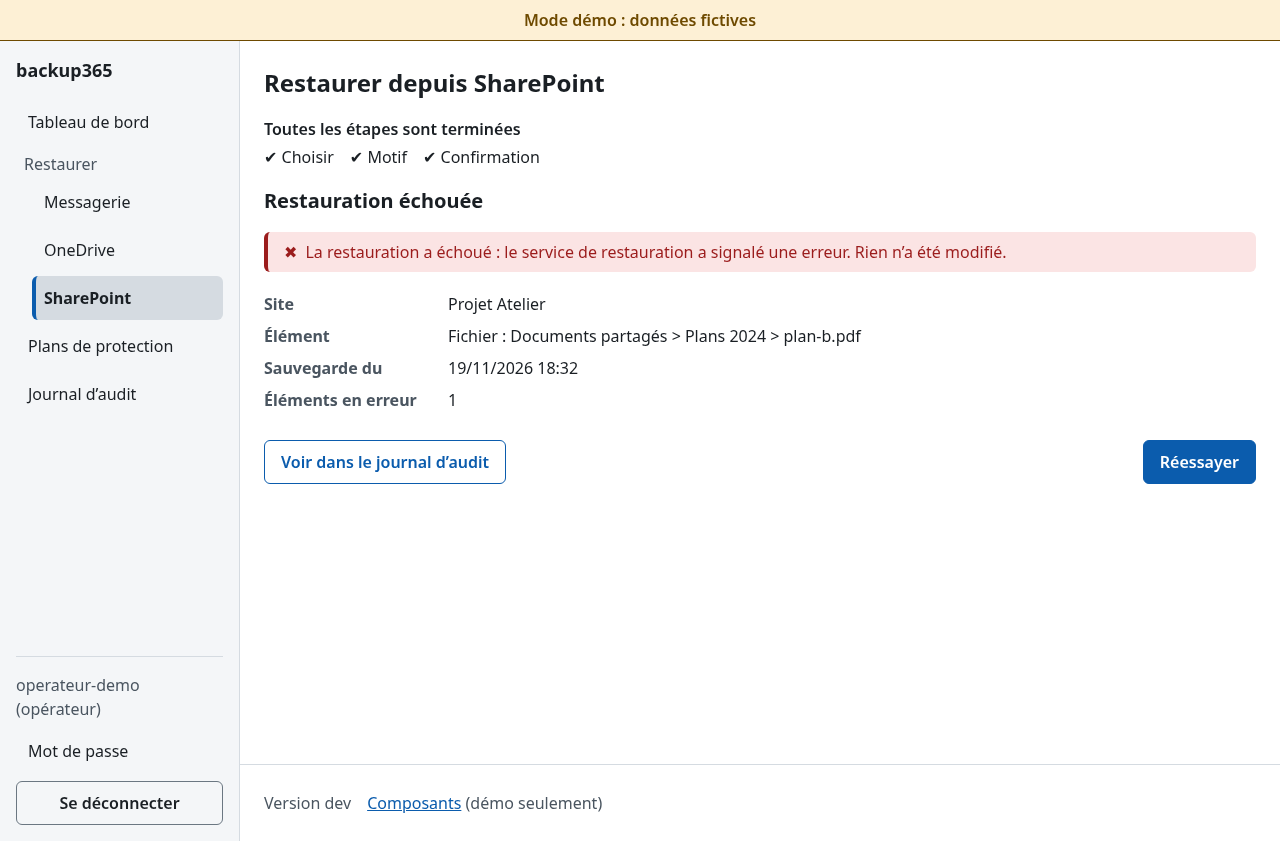 Mode démo : données fictives
backup365
Tableau de bord
Restaurer
Messagerie
OneDrive
SharePoint
Plans de protection
Journal d’audit
operateur-demo
(opérateur)
Mot de passe
Se déconnecter
Restaurer depuis SharePoint
Toutes les étapes sont terminées
✔ Choisir ✔ Motif ✔ Confirmation
Restauration échouée
✖ La restauration a échoué : le service de restauration a signalé une erreur. Rien n’a été modifié.
Site Projet Atelier
Élément Fichier : Documents partagés > Plans 2024 > plan-b.pdf
Sauvegarde du 19/11/2026 18:32
Éléments en erreur 1
Voir dans le journal d’audit Réessayer
Version dev Composants (démo seulement)